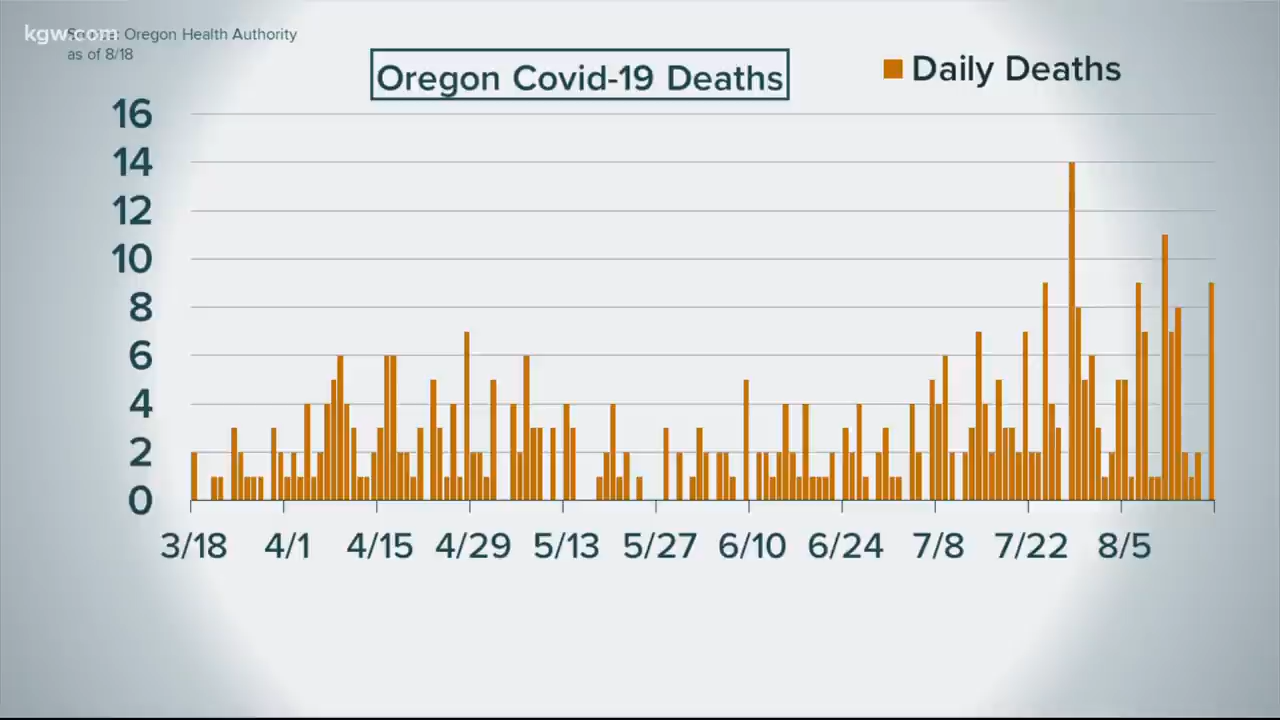 kgw.com
Oregon Health Authority
as of 8/18
Oregon Covid-19 Deaths
Daily Deaths
16
14
12
10
8
6
4
2
0
3/18 4/1 4/15 4/29 5/13 5/27 6/10 6/24 7/8 7/22 8/5